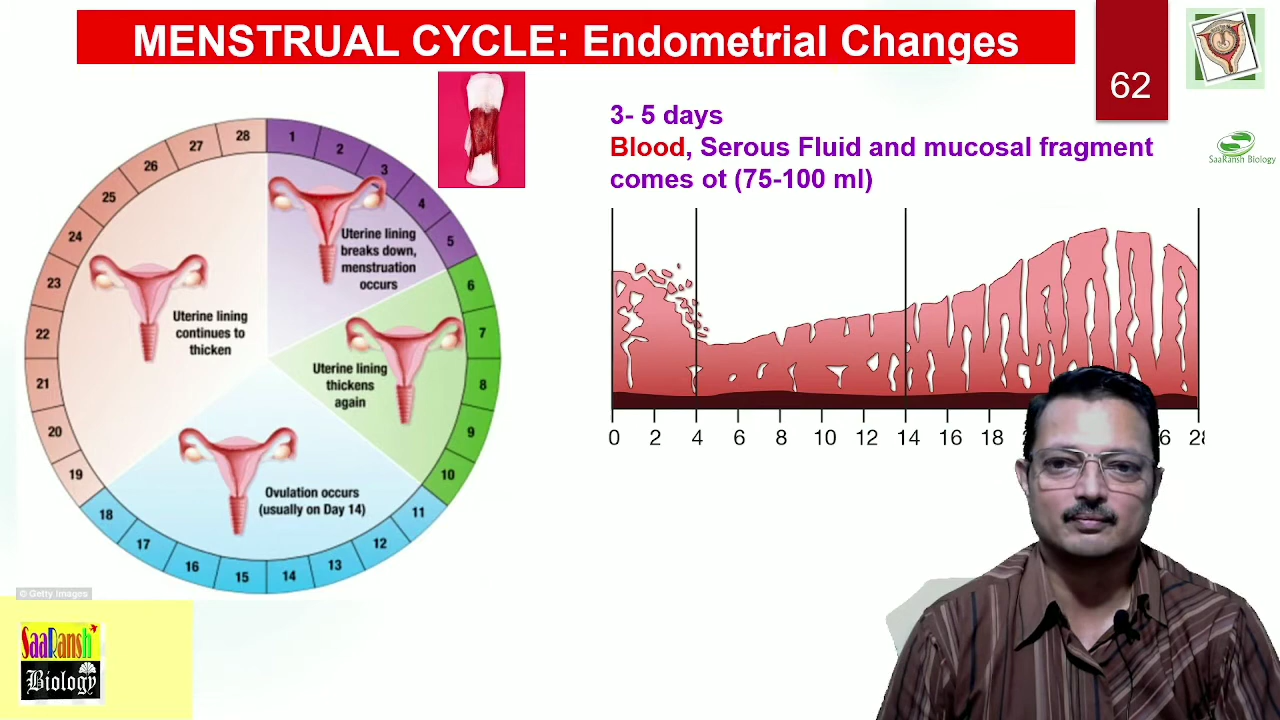 MENSTRUAL CYCLE: Endometrial Changes
62
3- 5 days
Blood, Serous Fluid and mucosal fragment
comes ot (75-100 ml)
SaaRansh Biology
28
1
27
2
26
3
25
4
24
5
23
6
22
7
21
8
20
9
19
10
18
11
17
12
16
13
15
14
Uterine lining
breaks down,
menstruation
occurs
Uterine lining
continues to
thicken
Uterine lining
thickens
again
Ovulation occurs
(usually on Day 14)
0 2 4 6 8 10 12 14 16 18 6 28
© Getty Images
SaaRansh
Biology